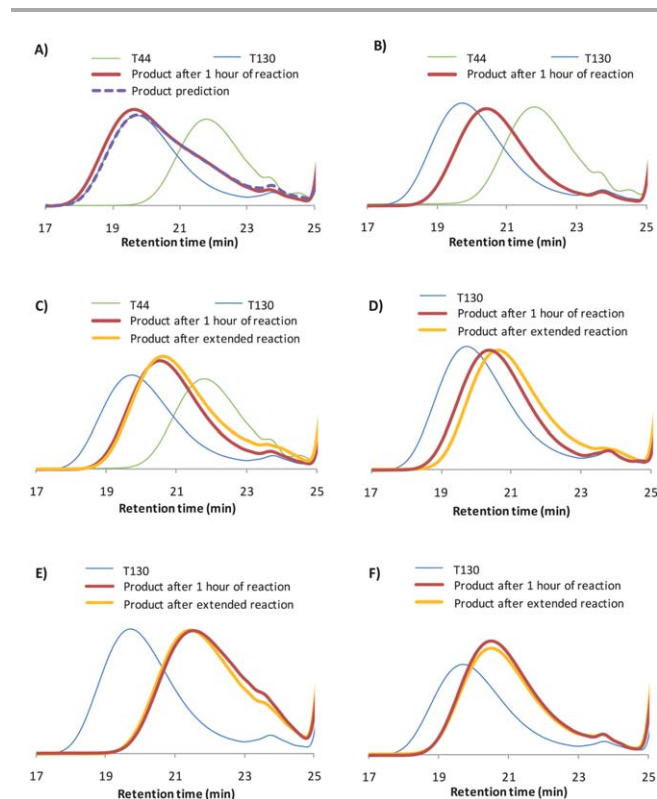 A)
T44 T130
Product after 1 hour of reaction
Product prediction
17 19 21 23 25
Retention time (min)
B)
T44 T130
Product after 1 hour of reaction
17 19 21 23 25
Retention time (min)
C)
T44 T130
Product after 1 hour of reaction
Product after extended reaction
17 19 21 23 25
Retention time (min)
D)
T130
Product after 1 hour of reaction
Product after extended reaction
17 19 21 23 25
Retention time (min)
E)
T130
Product after 1 hour of reaction
Product after extended reaction
17 19 21 23 25
Retention time (min)
F)
T130
Product after 1 hour of reaction
Product after extended reaction
17 19 21 23 25
Retention time (min)